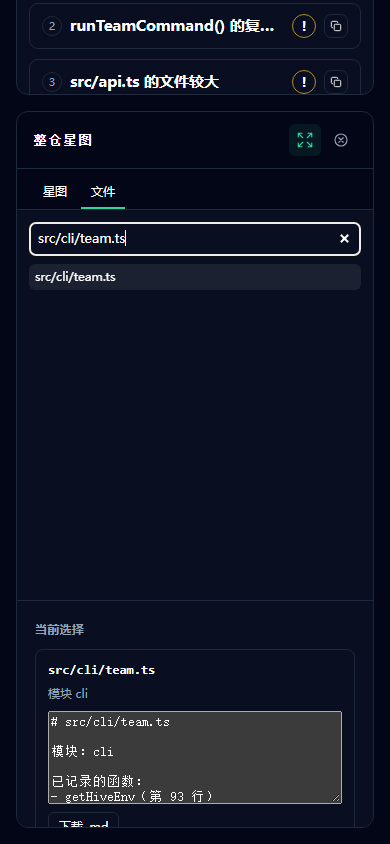 2 runTeamCommand() 的复… !
3 src/api.ts 的文件较大 !
整仓星图
星图 文件
src/cli/team.ts
src/cli/team.ts
当前选择
src/cli/team.ts
模块 cli
# src/cli/team.ts
模块: cli
已记录的函数:
- getHiveEnv（第 93 行）
下载 .md